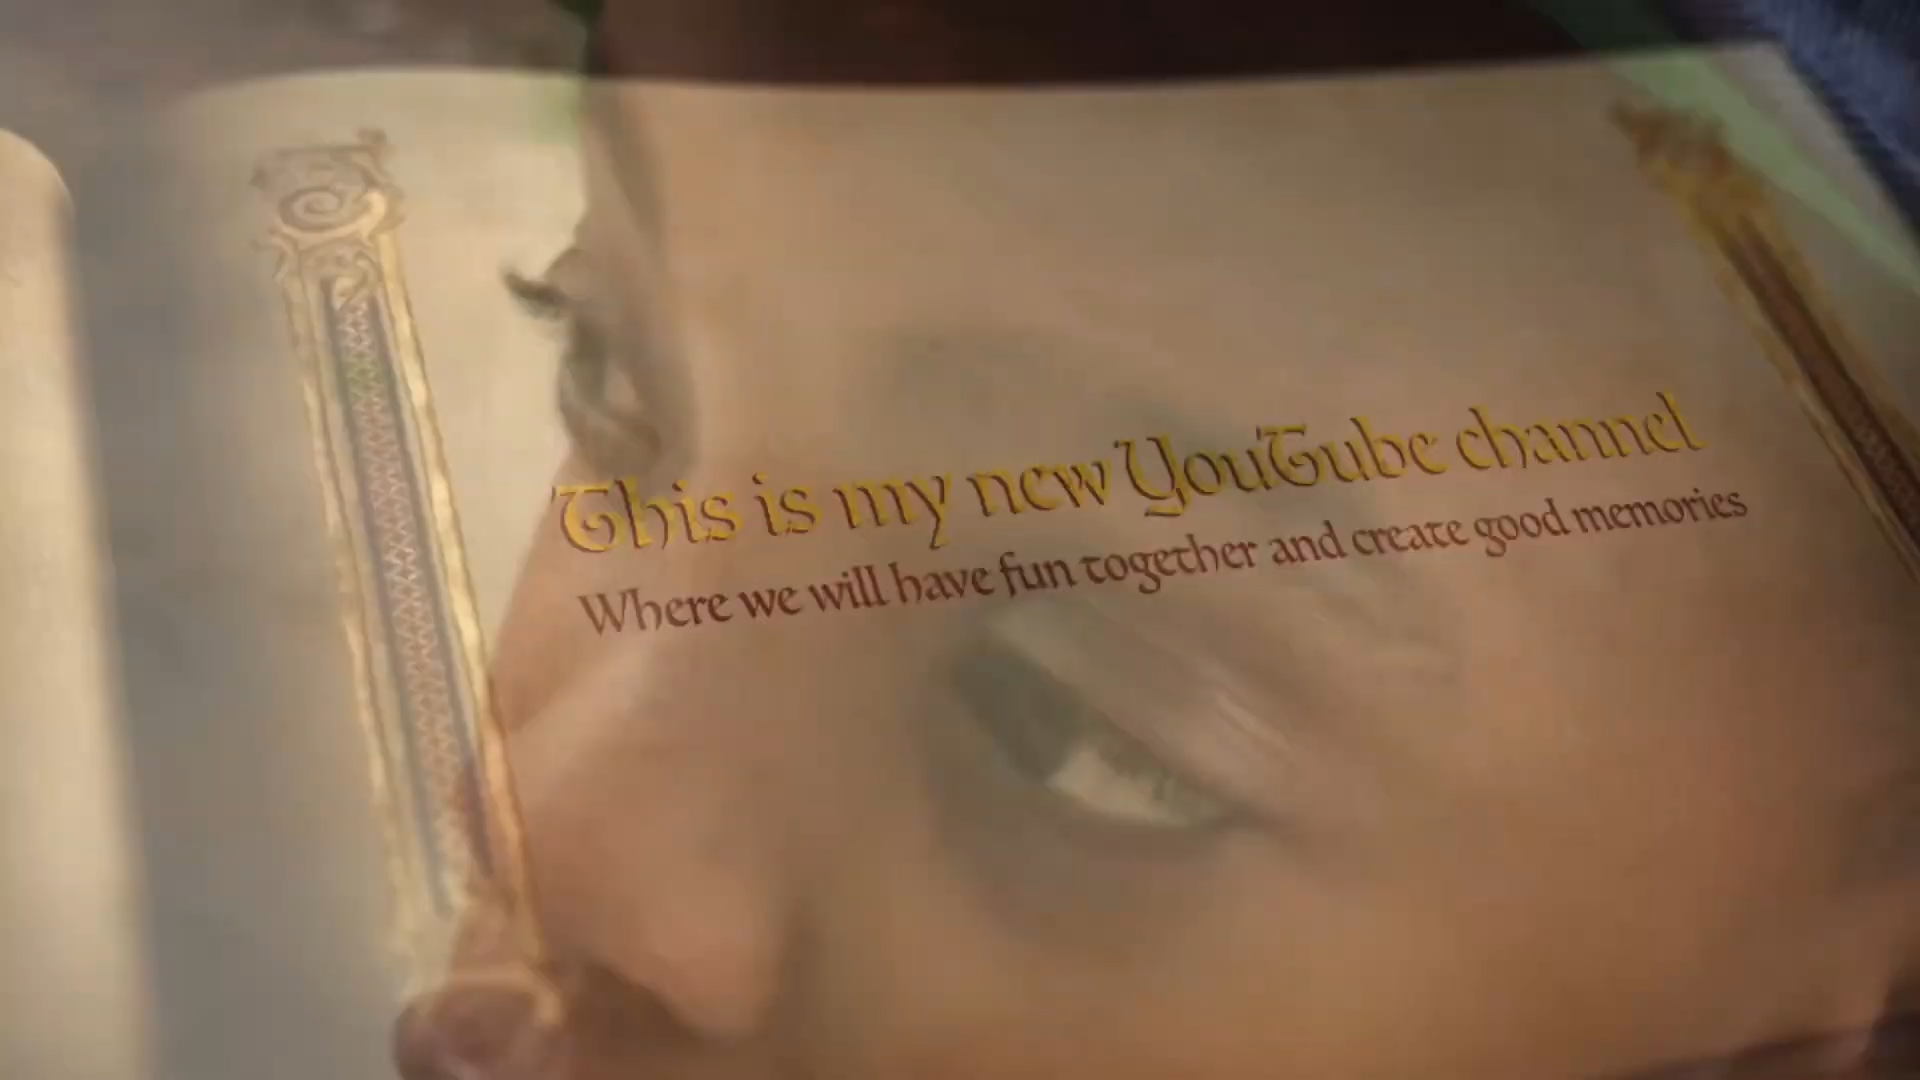 This is my new YouTube channel
Where we will have fun together and create good memories